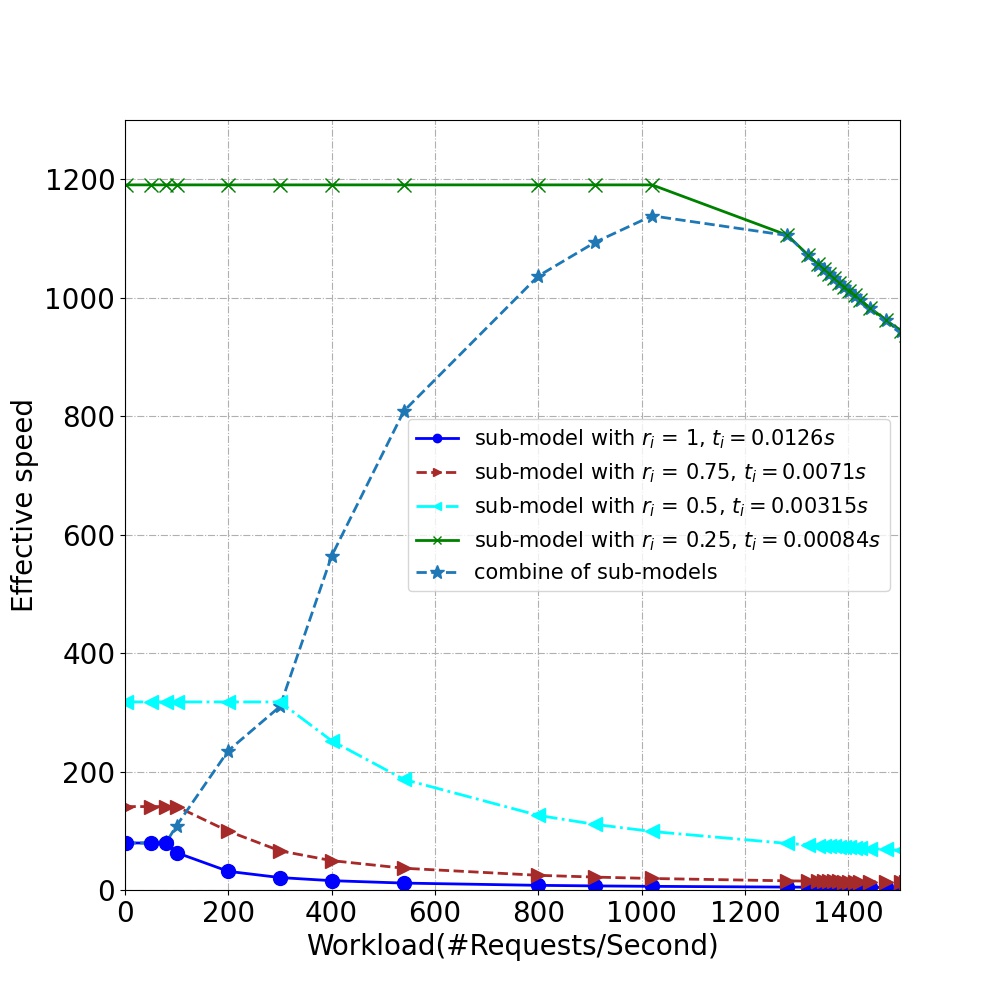 1200
1000
800
600
400
200
0
Effective speed
sub-model with r_i = 1, t_i = 0.0126s
sub-model with r_i = 0.75, t_i = 0.0071s
sub-model with r_i = 0.5, t_i = 0.00315s
sub-model with r_i = 0.25, t_i = 0.00084s
combine of sub-models
0 200 400 600 800 1000 1200 1400
Workload(#Requests/Second)